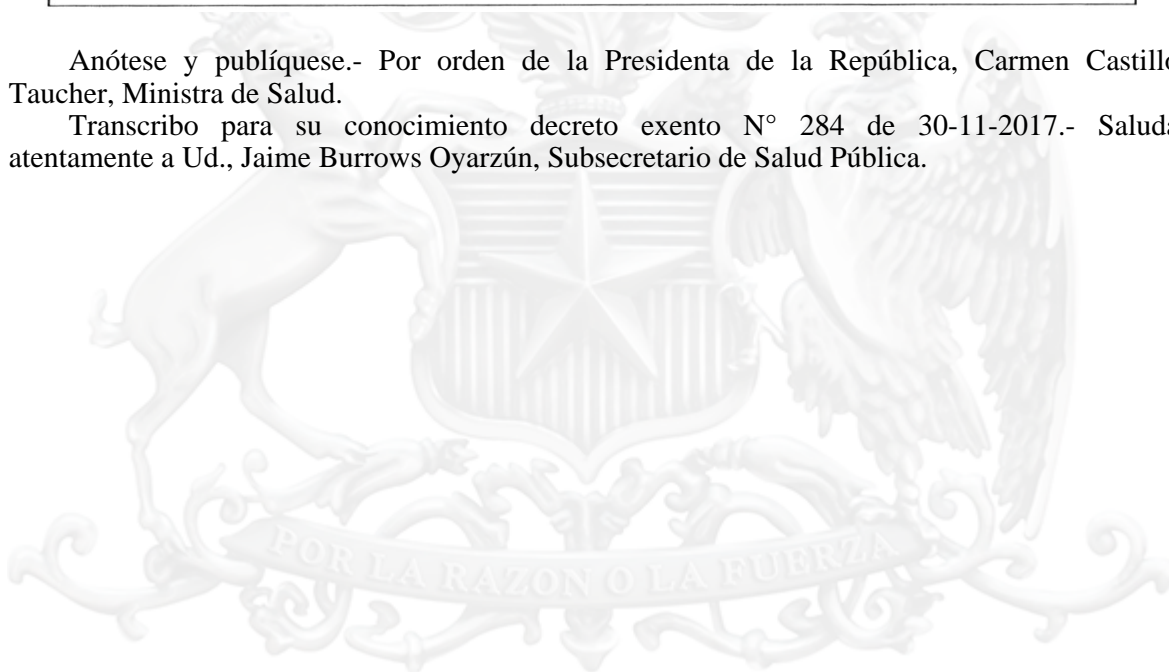 Anótese y publíquese.- Por orden de la Presidenta de la República, Carmen Castillo
Taucher, Ministra de Salud.
Transcribo para su conocimiento decreto exento N° 284 de 30-11-2017.- Saluda
atentamente a Ud., Jaime Burrows Oyarzún, Subsecretario de Salud Pública.
POR LA RAZON O LA FUERZA